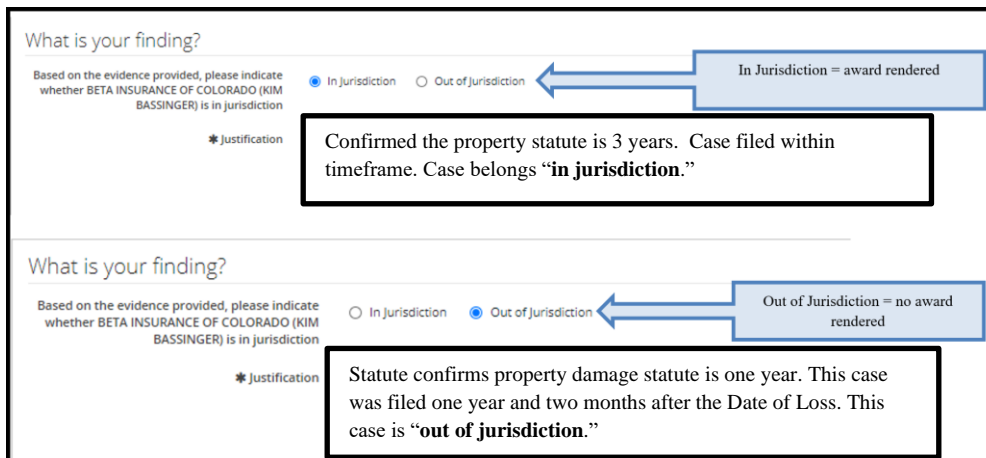 What is your finding?
Based on the evidence provided, please indicate
whether BETA INSURANCE OF COLORADO (KIM
BASSINGER) is in jurisdiction
In Jurisdiction
Out of Jurisdiction
In Jurisdiction = award rendered
✱ Justification
Confirmed the property statute is 3 years.  Case filed within
timeframe. Case belongs “in jurisdiction.”
What is your finding?
Based on the evidence provided, please indicate
whether BETA INSURANCE OF COLORADO (KIM
BASSINGER) is in jurisdiction
In Jurisdiction
Out of Jurisdiction
Out of Jurisdiction = no award
rendered
✱ Justification
Statute confirms property damage statute is one year. This case
was filed one year and two months after the Date of Loss. This
case is “out of jurisdiction.”